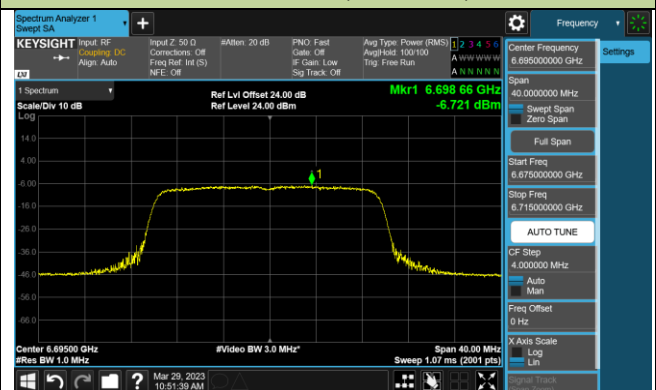 Spectrum Analyzer 1
Swept SA
+
Frequency
KEYSIGHT
Input: RF
Coupling: DC
Align: Auto
Input Z: 50 Ω
Corrections: Off
Freq Ref: Int (S)
NFE: Off
#Atten: 20 dB
PNO: Fast
Gate: Off
IF Gain: Low
Sig Track: Off
Avg Type: Power (RMS)
Avg|Hold: 100/100
Trig: Free Run
1 2 3 4 5 6
A W W W W W
A N N N N N
LXI
1 Spectrum
Scale/Div 10 dB
Log
Ref Lvl Offset 24.00 dB
Ref Level 24.00 dBm
Mkr1 6.698 66 GHz
-6.721 dBm
14.0
4.00
-6.00
-16.0
-26.0
-36.0
-46.0
-56.0
-66.0
1
Center 6.69500 GHz
#Res BW 1.0 MHz
#Video BW 3.0 MHz*
Span 40.00 MHz
Sweep 1.07 ms (2001 pts)
Mar 29, 2023
10:51:39 AM
?
Center Frequency
6.695000000 GHz
Settings
Span
40.0000000 MHz
Swept Span
Zero Span
Full Span
Start Freq
6.675000000 GHz
Stop Freq
6.715000000 GHz
AUTO TUNE
CF Step
4.000000 MHz
Auto
Man
Freq Offset
0 Hz
X Axis Scale
Log
Lin
Signal Track